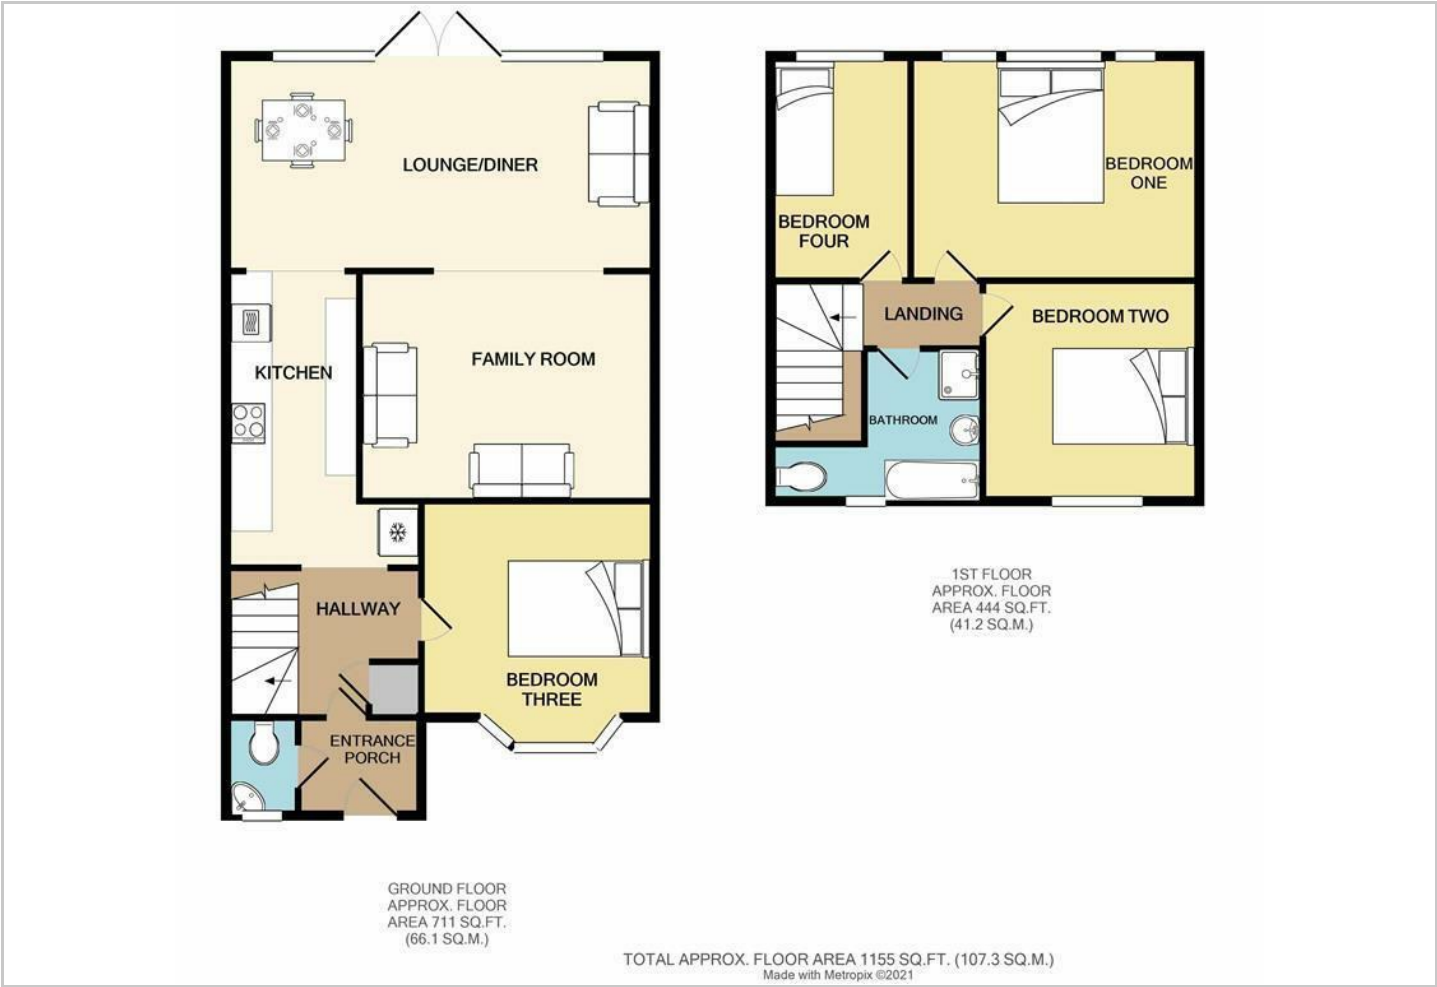 LOUNGE/DINER
KITCHEN
FAMILY ROOM
HALLWAY
BEDROOM
THREE
ENTRANCE
PORCH
GROUND FLOOR
APPROX. FLOOR
AREA 711 SQ.FT.
(66.1 SQ.M.)
BEDROOM
FOUR
BEDROOM
ONE
LANDING
BEDROOM TWO
BATHROOM
1ST FLOOR
APPROX. FLOOR
AREA 444 SQ.FT.
(41.2 SQ.M.)
TOTAL APPROX. FLOOR AREA 1155 SQ.FT. (107.3 SQ.M.)
Made with Metropix ©2021